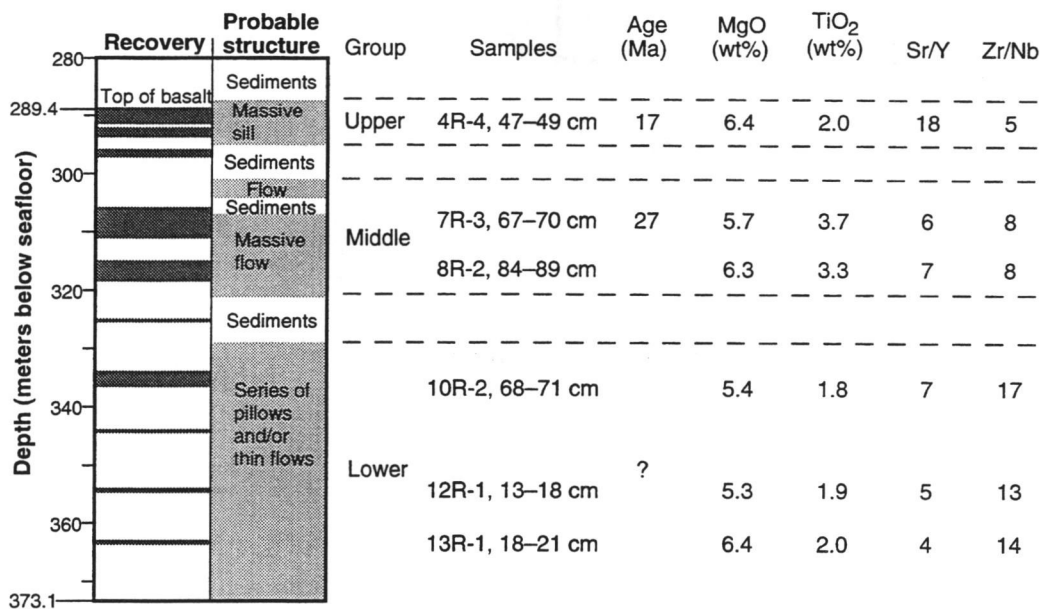 Recovery
Probable structure
Group
Samples
Age (Ma)
MgO (wt%)
TiO2 (wt%)
Sr/Y
Zr/Nb
Depth (meters below seafloor)
280
289.4
300
320
340
360
373.1
Top of basalt
Sediments
Massive sill
Sediments
Flow
Sediments
Massive flow
Sediments
Series of pillows and/or thin flows
Upper 4R-4, 47–49 cm 17 6.4 2.0 18 5
Middle
7R-3, 67–70 cm 27 5.7 3.7 6 8
8R-2, 84–89 cm 6.3 3.3 7 8
Lower
10R-2, 68–71 cm 5.4 1.8 7 17
?
12R-1, 13–18 cm 5.3 1.9 5 13
13R-1, 18–21 cm 6.4 2.0 4 14